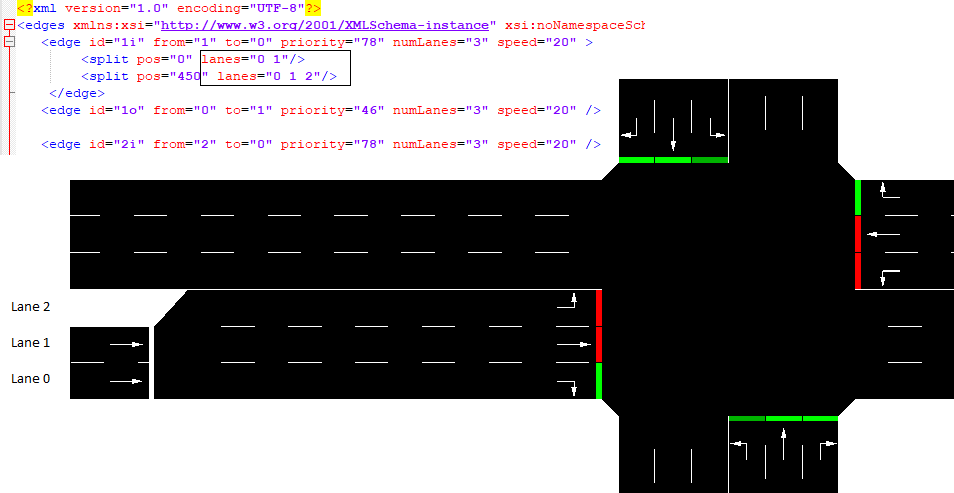 <?xml version="1.0" encoding="UTF-8"?>
<edges xmlns:xsi="http://www.w3.org/2001/XMLSchema-instance" xsi:noNamespaceSch
<edge id="1i" from="1" to="0" priority="78" numLanes="3" speed="20" >
<split pos="0" lanes="0 1"/>
<split pos="450" lanes="0 1 2"/>
</edge>
<edge id="1o" from="0" to="1" priority="46" numLanes="3" speed="20" />
<edge id="2i" from="2" to="0" priority="78" numLanes="3" speed="20" />
Lane 2
Lane 1
Lane 0